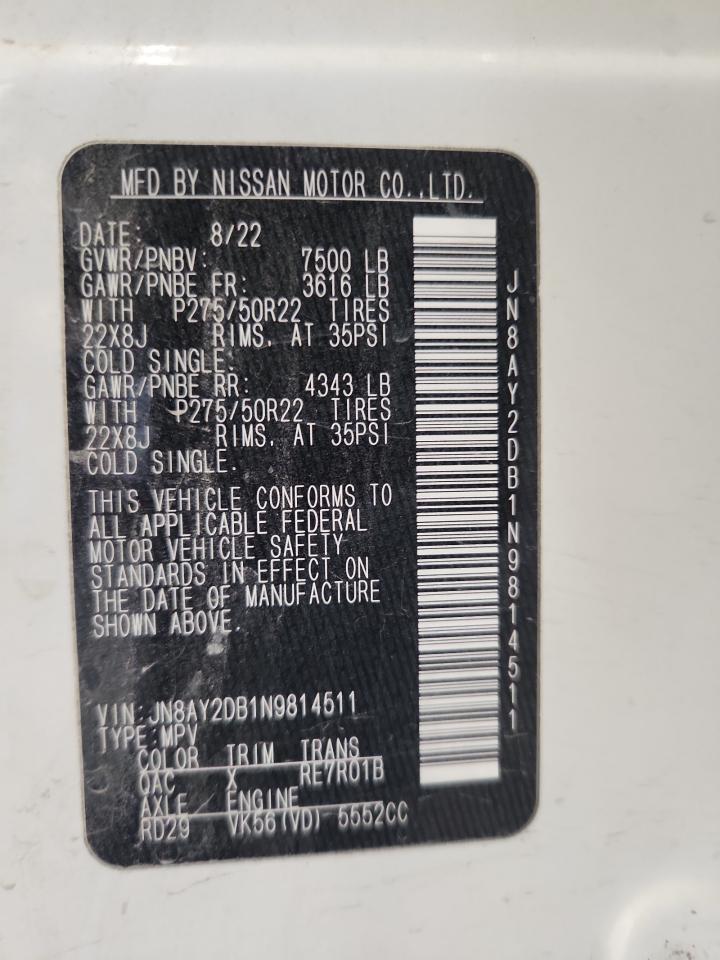 MFD BY NISSAN MOTOR CO.,LTD.
DATE: 8/22
GVWR/PNBV: 7500 LB
GAWR/PNBE FR: 3616 LB
WITH P275/50R22 TIRES
22X8J RIMS, AT 35PSI
COLD SINGLE.
GAWR/PNBE RR: 4343 LB
WITH P275/50R22 TIRES
22X8J RIMS, AT 35PSI
COLD SINGLE.
THIS VEHICLE CONFORMS TO
ALL APPLICABLE FEDERAL
MOTOR VEHICLE SAFETY
STANDARDS IN EFFECT ON
THE DATE OF MANUFACTURE
SHOWN ABOVE.
VIN:JN8AY2DB1N9814511
TYPE:MPV
COLOR TRIM TRANS
QAC X RE7R01B
AXLE ENGINE
RD29 VK56(VD) 5552CC
JN8AY2DB1N9814511